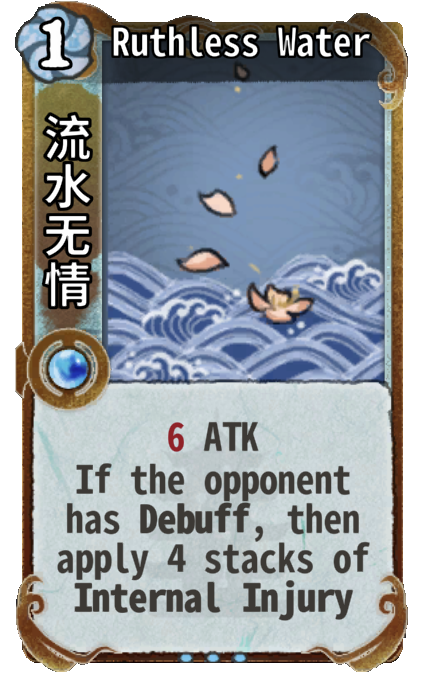 1
Ruthless Water
流水无情
6 ATK
If the opponent
has Debuff, then
apply 4 stacks of
Internal Injury